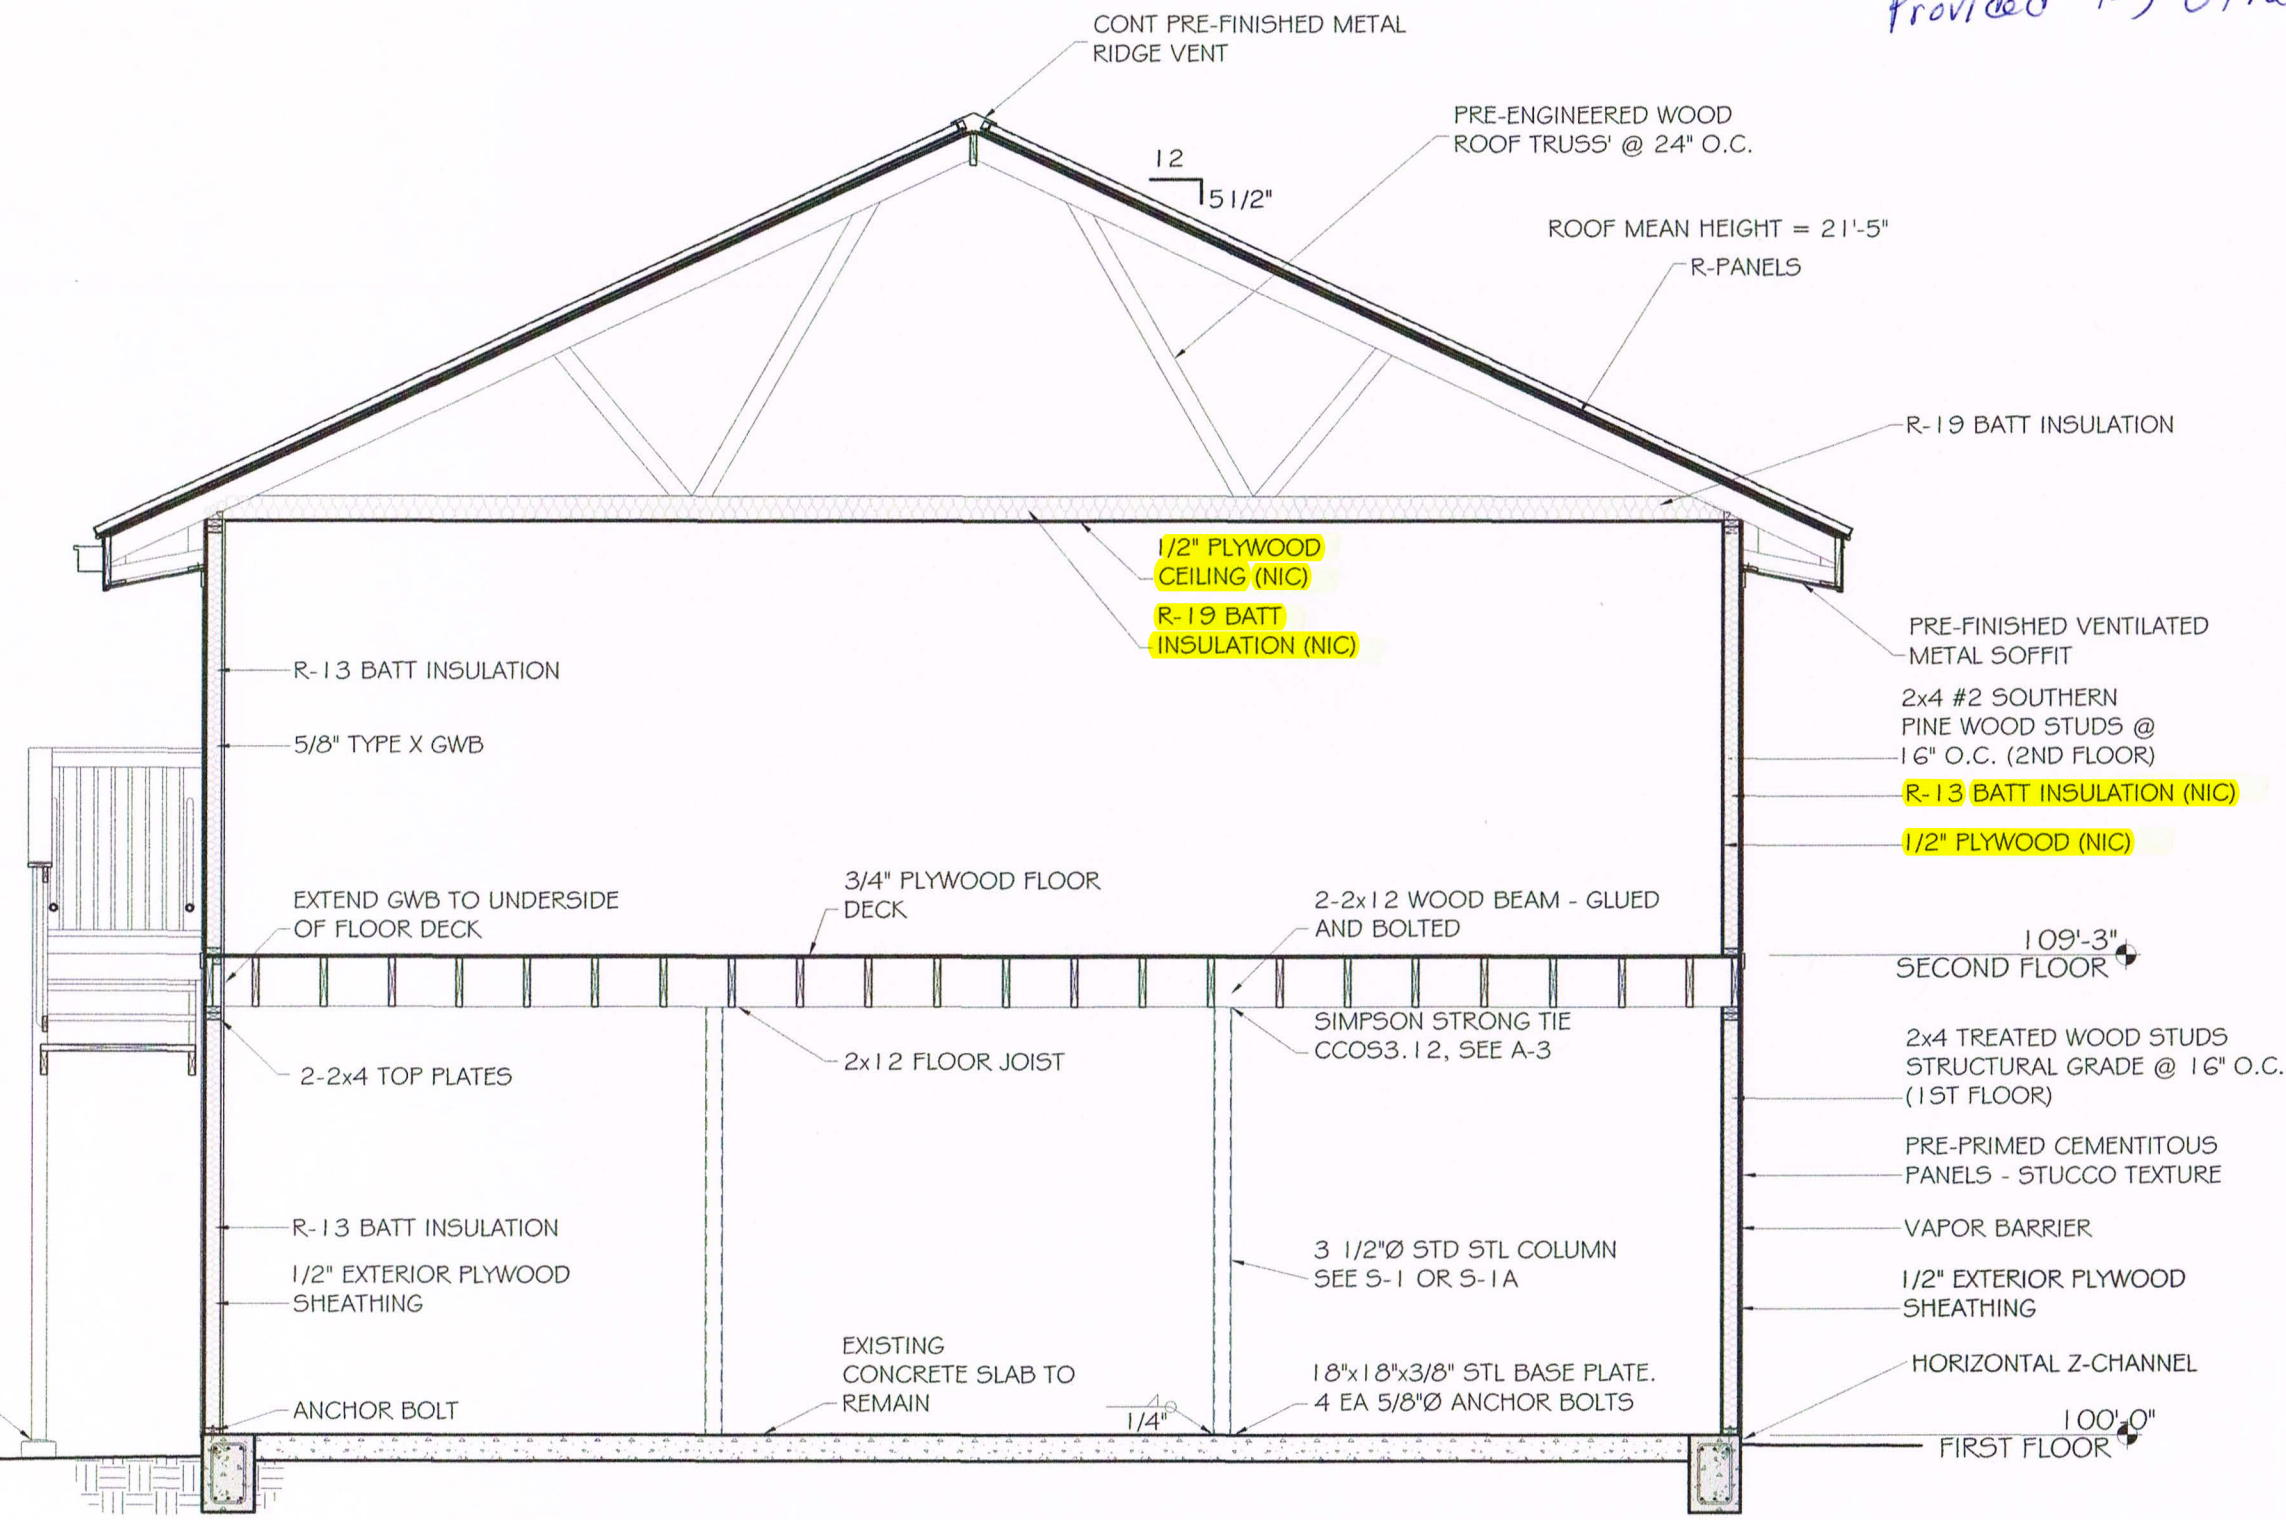 Provided by
CONT PRE-FINISHED METAL
RIDGE VENT
PRE-ENGINEERED WOOD
ROOF TRUSS' @ 24" O.C.
12
5 1/2"
ROOF MEAN HEIGHT = 21'-5"
R-PANELS
R-19 BATT INSULATION
1/2" PLYWOOD
CEILING (NIC)
R-19 BATT
INSULATION (NIC)
PRE-FINISHED VENTILATED
METAL SOFFIT
R-13 BATT INSULATION
2x4 #2 SOUTHERN
PINE WOOD STUDS @
16" O.C. (2ND FLOOR)
5/8" TYPE X GWB
R-13 BATT INSULATION (NIC)
1/2" PLYWOOD (NIC)
EXTEND GWB TO UNDERSIDE
OF FLOOR DECK
3/4" PLYWOOD FLOOR
DECK
2-2x12 WOOD BEAM - GLUED
AND BOLTED
109'-3"
SECOND FLOOR
2-2x4 TOP PLATES
2x12 FLOOR JOIST
SIMPSON STRONG TIE
CCOS3.12, SEE A-3
2x4 TREATED WOOD STUDS
STRUCTURAL GRADE @ 16" O.C.
(1ST FLOOR)
PRE-PRIMED CEMENTITOUS
PANELS - STUCCO TEXTURE
R-13 BATT INSULATION
VAPOR BARRIER
1/2" EXTERIOR PLYWOOD
SHEATHING
3 1/2"Ø STD STL COLUMN
SEE S-1 OR S-1A
1/2" EXTERIOR PLYWOOD
SHEATHING
EXISTING
CONCRETE SLAB TO
REMAIN
1/4"
18"x18"x3/8" STL BASE PLATE.
4 EA 5/8"Ø ANCHOR BOLTS
HORIZONTAL Z-CHANNEL
ANCHOR BOLT
100'-0"
FIRST FLOOR